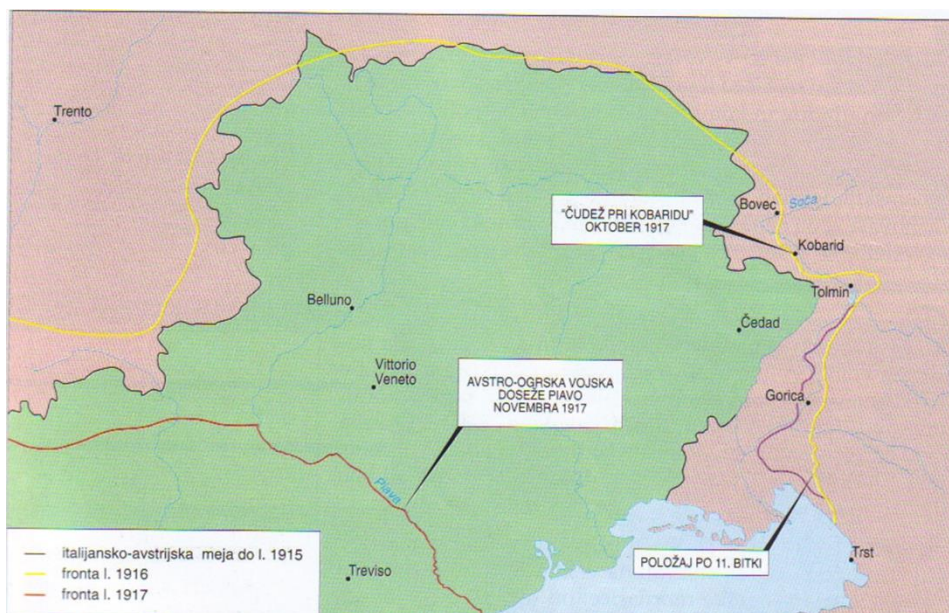 Trento
Bovec
Soča
"ČUDEŽ PRI KOBARIDU"
OKTOBER 1917
Kobarid
Tolmin
Belluno
Čedad
Vittorio
Veneto
AVSTRO-OGRSKA VOJSKA
DOSEŽE PIAVO
NOVEMBRA 1917
Gorica
Piava
italijansko-avstrijska meja do l. 1915
fronta l. 1916
fronta l. 1917
Treviso
POLOŽAJ PO 11. BITKI
Trst